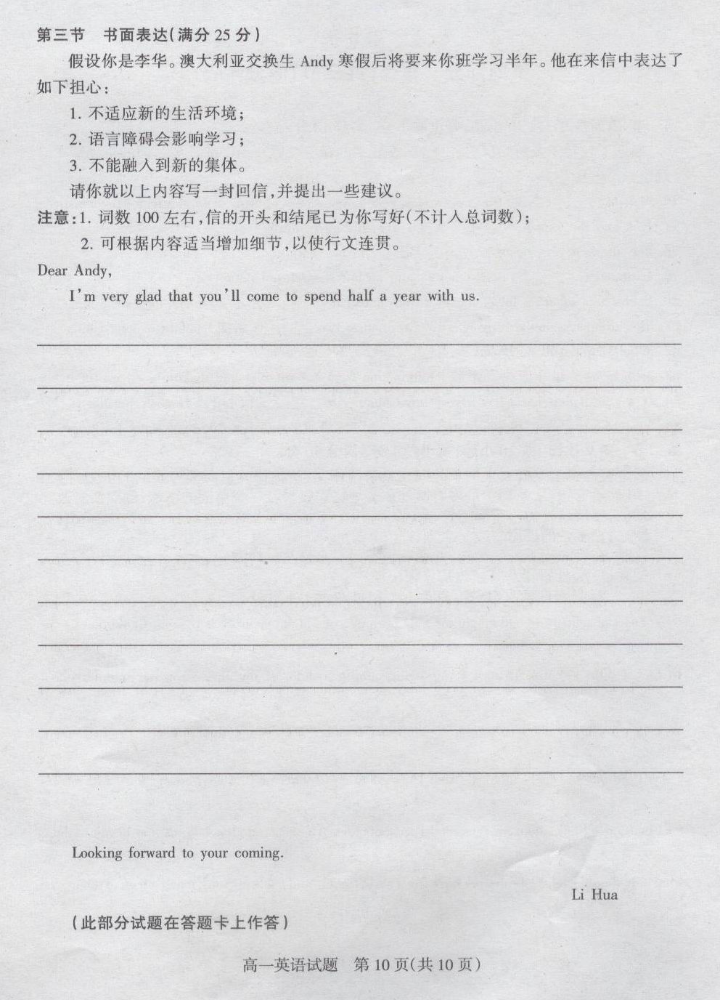 第三节 书面表达(满分 25 分)
假设你是李华。澳大利亚交换生 Andy 寒假后将要来你班学习半年。他在来信中表达了
如下担心:
1. 不适应新的生活环境;
2. 语言障碍会影响学习;
3. 不能融入到新的集体。
请你就以上内容写一封回信,并提出一些建议。
注意:1. 词数 100 左右,信的开头和结尾已为你写好(不计入总词数);
2. 可根据内容适当增加细节,以使行文连贯。
Dear Andy,
I'm very glad that you'll come to spend half a year with us.
Looking forward to your coming.
Li Hua
(此部分试题在答题卡上作答)
高一英语试题 第 10 页(共 10 页)